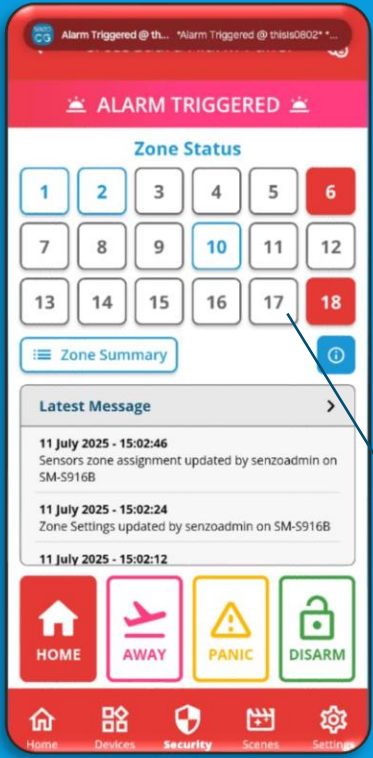 CG Alarm Triggered @ th... *Alarm Triggered @ thisIs0802* *...
ALARM TRIGGERED
Zone Status
1 2 3 4 5 6
7 8 9 10 11 12
13 14 15 16 17 18
Zone Summary
Latest Message
11 July 2025 - 15:02:46
Sensors zone assignment updated by senzoadmin on
SM-S916B
11 July 2025 - 15:02:24
Zone Settings updated by senzoadmin on SM-S916B
11 July 2025 - 15:02:12
HOME AWAY PANIC DISARM
Home Devices Security Scenes Settings